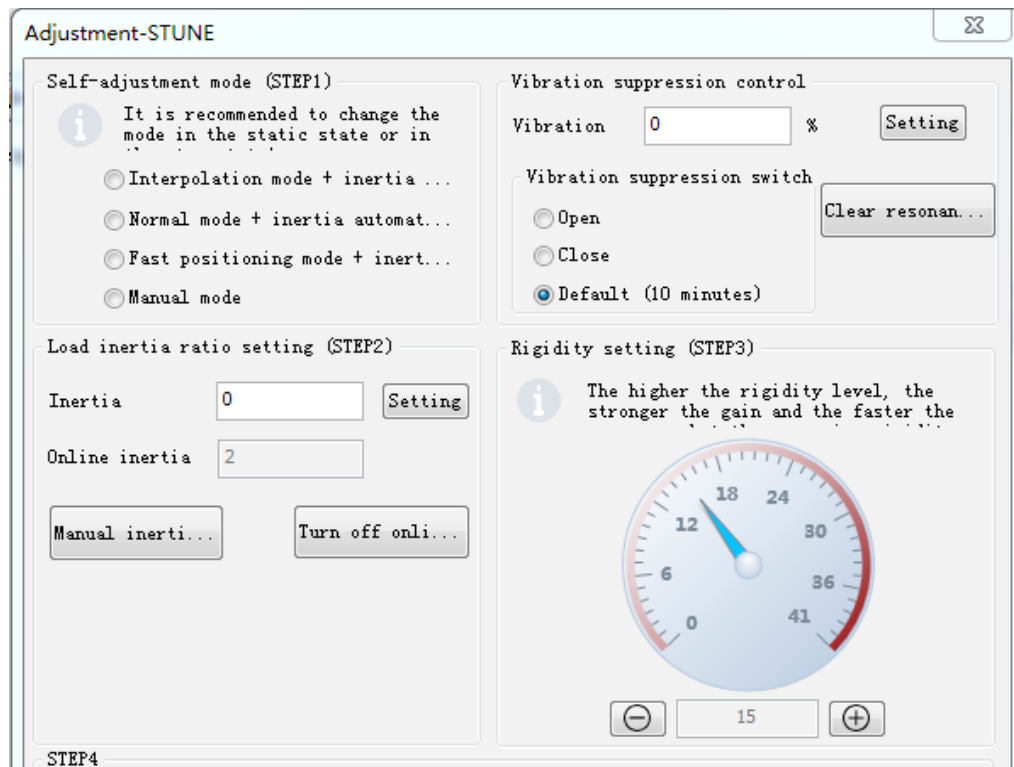 Adjustment-STUNE
Self-adjustment mode (STEP1)
It is recommended to change the
mode in the static state or in
Interpolation mode + inertia ...
Normal mode + inertia automat...
Fast positioning mode + inert...
Manual mode
Vibration suppression control
Vibration 0 % Setting
Vibration suppression switch
Open
Close
Default (10 minutes)
Clear resonan...
Load inertia ratio setting (STEP2)
Inertia 0 Setting
Online inertia 2
Manual inerti... Turn off onli...
Rigidity setting (STEP3)
The higher the rigidity level, the
stronger the gain and the faster the
0
6
12
18
24
30
36
41
15
STEP4